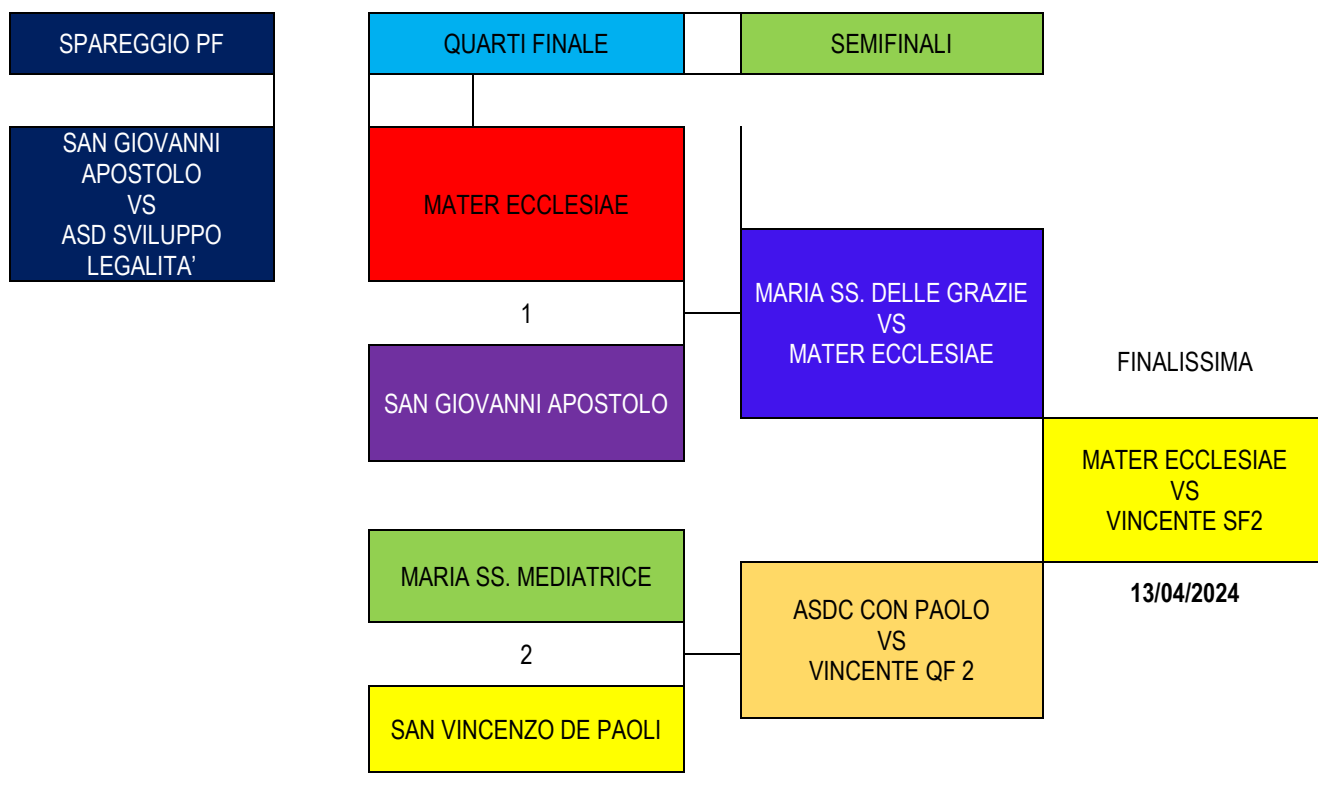 SPAREGGIO PF
QUARTI FINALE
SEMIFINALI
SAN GIOVANNI
APOSTOLO
VS
ASD SVILUPPO
LEGALITA’
MATER ECCLESIAE
1
SAN GIOVANNI APOSTOLO
MARIA SS. DELLE GRAZIE
VS
MATER ECCLESIAE
FINALISSIMA
MATER ECCLESIAE
VS
VINCENTE SF2
13/04/2024
MARIA SS. MEDIATRICE
2
SAN VINCENZO DE PAOLI
ASDC CON PAOLO
VS
VINCENTE QF 2